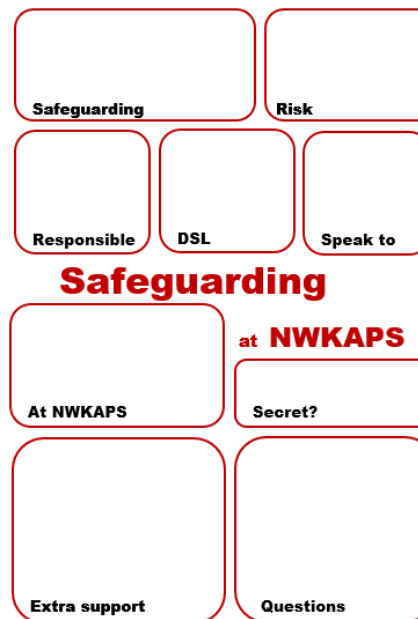 Safeguarding
Risk
Responsible
DSL
Speak to
Safeguarding
at NWKAPS
At NWKAPS
Secret?
Extra support
Questions